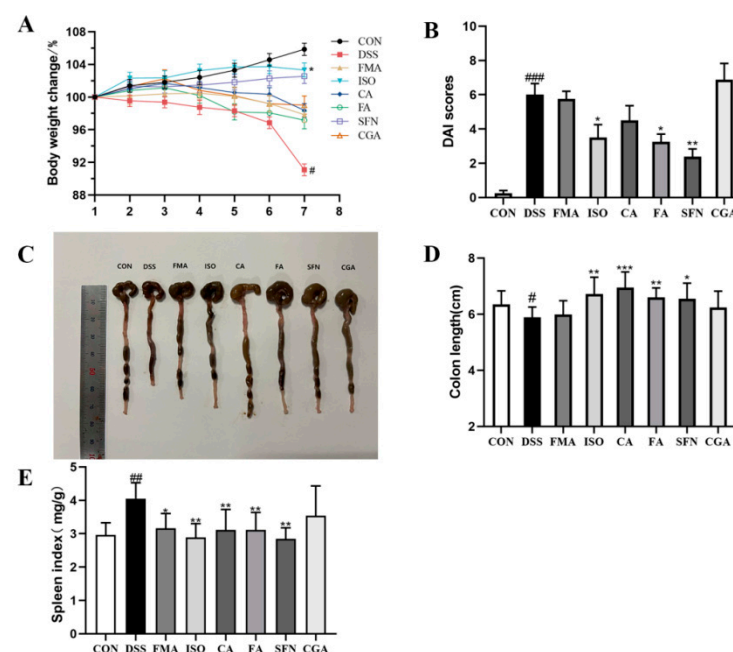 A
Body weight change/%
108
104
100
96
92
88
1 2 3 4 5 6 7 8
*
#
CON
DSS
FMA
ISO
CA
FA
SFN
CGA
B
DAI scores
8
6
4
2
0
###
*
*
**
CON DSS FMA ISO CA FA SFN CGA
C
CON DSS FMA ISO CA FA SFN CGA
D
Colon length(cm)
8
6
4
2
#
**
***
**
*
CON DSS FMA ISO CA FA SFN CGA
E
Spleen index( mg/g)
5
4
3
2
1
0
##
*
**
**
**
**
CON DSS FMA ISO CA FA SFN CGA